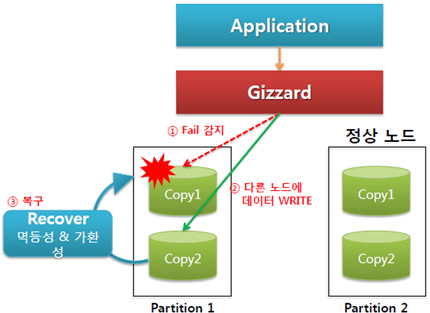 Application
Gizzard
① Fail 감지
정상 노드
② 다른 노드에
데이터 WRITE
③ 복구
Recover
멱등성 & 가환
성
Copy1
Copy2
Copy1
Copy2
Partition 1
Partition 2